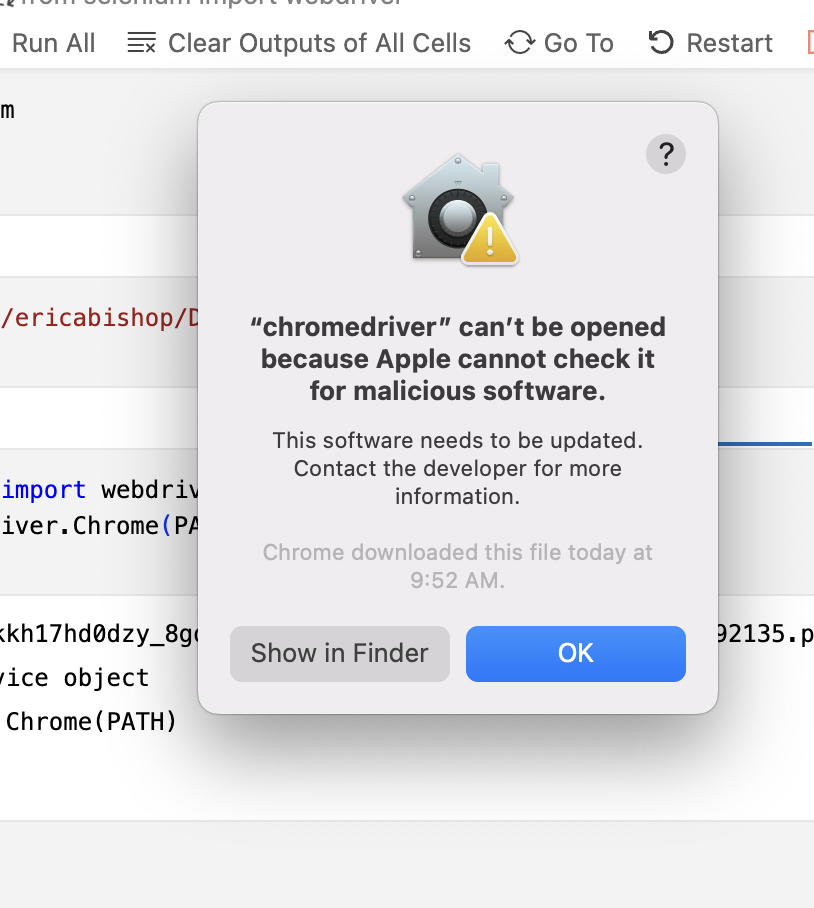 from selenium import webdriver
Run All Clear Outputs of All Cells Go To Restart
m
?
/ericabishop/D
“chromedriver” can’t be opened
because Apple cannot check it
for malicious software.
This software needs to be updated.
Contact the developer for more
information.
import webdriv
iver.Chrome(PA
Chrome downloaded this file today at
9:52 AM.
kkh17hd0dzy_8g 92135.p
Show in Finder OK
vice object
Chrome(PATH)